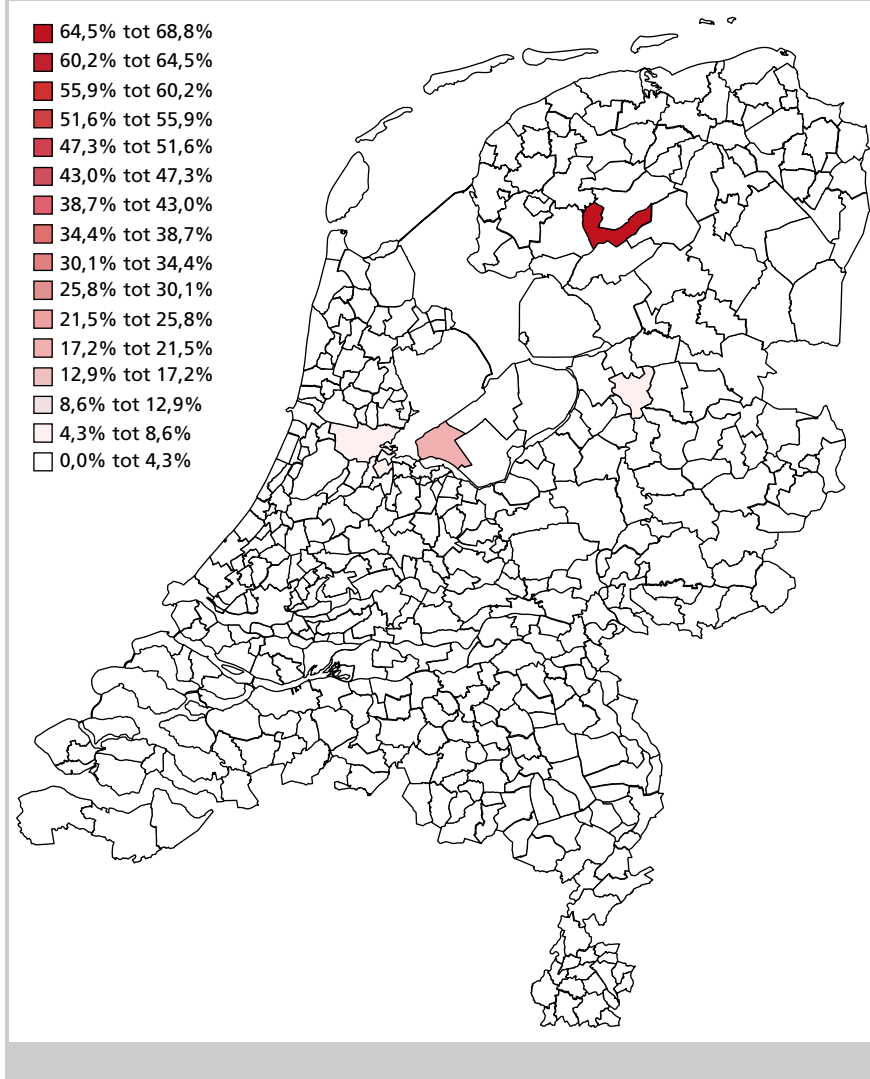 64,5% tot 68,8%
60,2% tot 64,5%
55,9% tot 60,2%
51,6% tot 55,9%
47,3% tot 51,6%
43,0% tot 47,3%
38,7% tot 43,0%
34,4% tot 38,7%
30,1% tot 34,4%
25,8% tot 30,1%
21,5% tot 25,8%
17,2% tot 21,5%
12,9% tot 17,2%
8,6% tot 12,9%
4,3% tot 8,6%
0,0% tot 4,3%